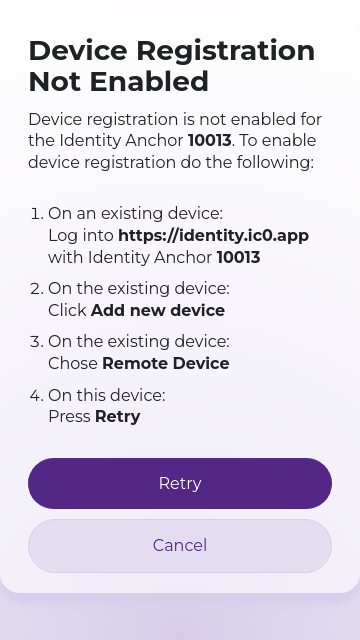 Device Registration
Not Enabled
Device registration is not enabled for
the Identity Anchor 10013. To enable
device registration do the following:
1. On an existing device:
Log into https://identity.ic0.app
with Identity Anchor 10013
2. On the existing device:
Click Add new device
3. On the existing device:
Chose Remote Device
4. On this device:
Press Retry
Retry
Cancel